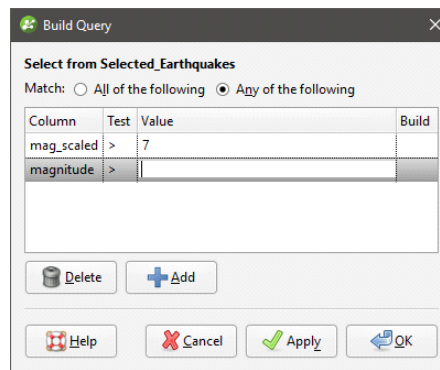 Build Query
Select from Selected_Earthquakes
Match: All of the following Any of the following
Column Test Value Build
mag_scaled > 7
magnitude >
Delete Add
Help Cancel Apply OK